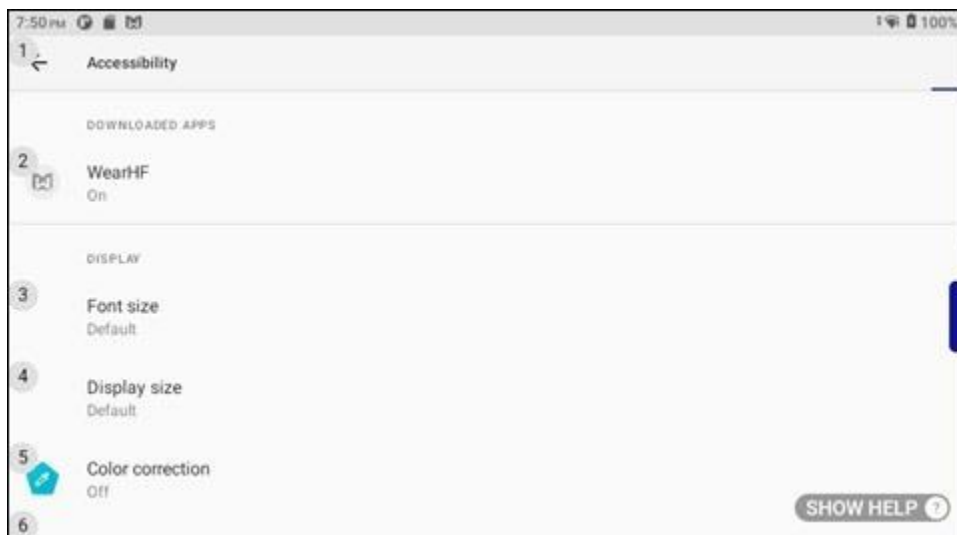 7:50 PM 100%
1 Accessibility
DOWNLOADED APPS
2 WearHF
On
DISPLAY
3 Font size
Default
4 Display size
Default
5 Color correction
Off
SHOW HELP ?
6